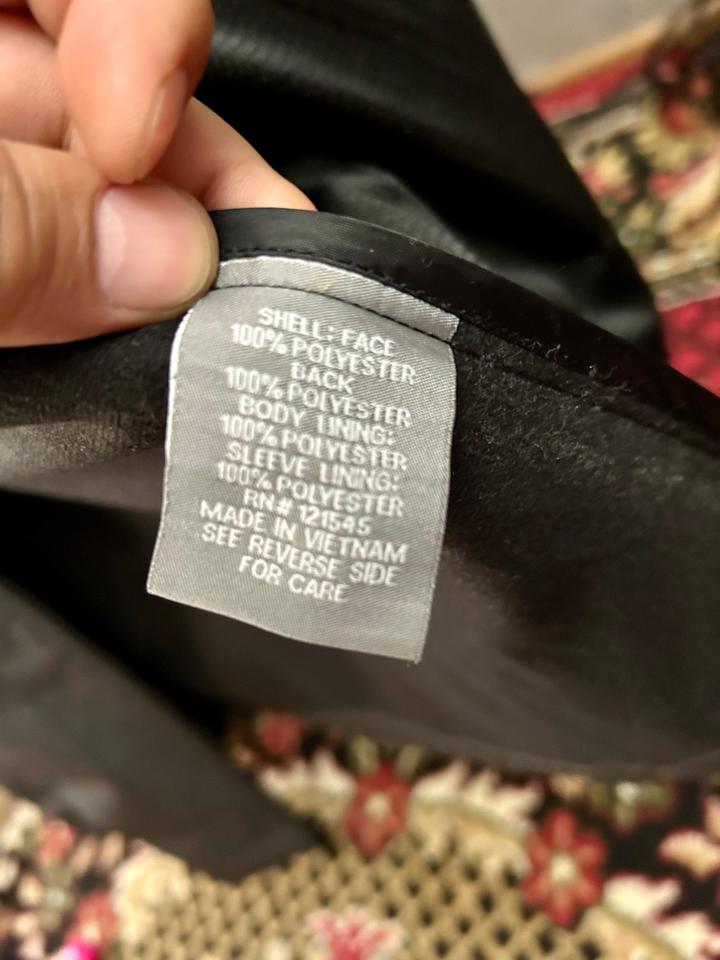 SHELL: FACE
100% POLYESTER
BACK
100% POLYESTER
BODY LINING:
100% POLYESTER
SLEEVE LINING:
100% POLYESTER
RN# 121545
MADE IN VIETNAM
SEE REVERSE SIDE
FOR CARE